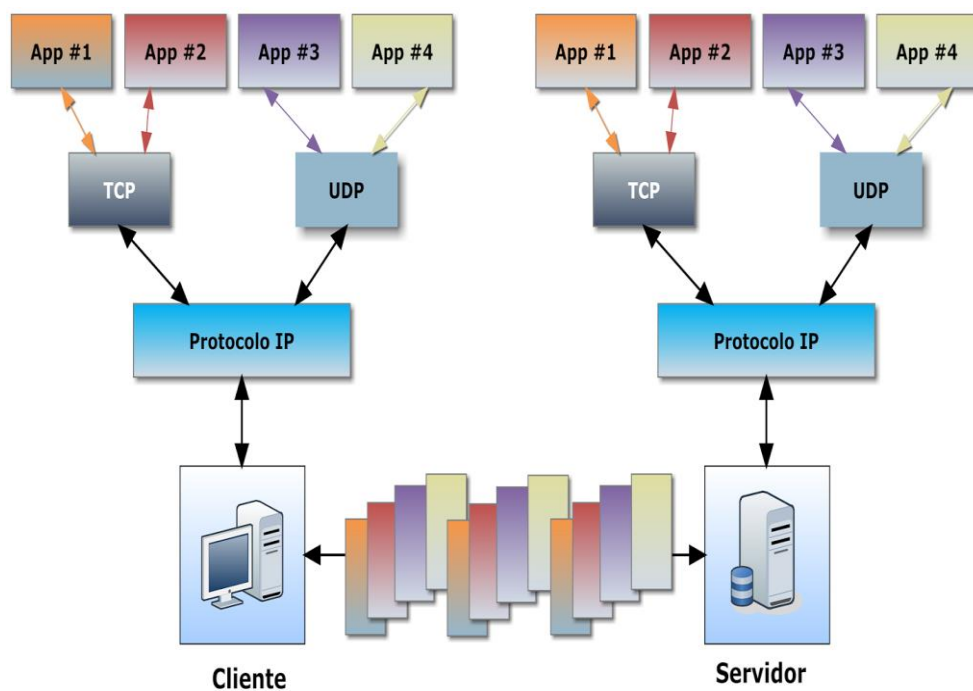 App #1 App #2 App #3 App #4 App #1 App #2 App #3 App #4
TCP UDP TCP UDP
Protocolo IP Protocolo IP
Cliente Servidor